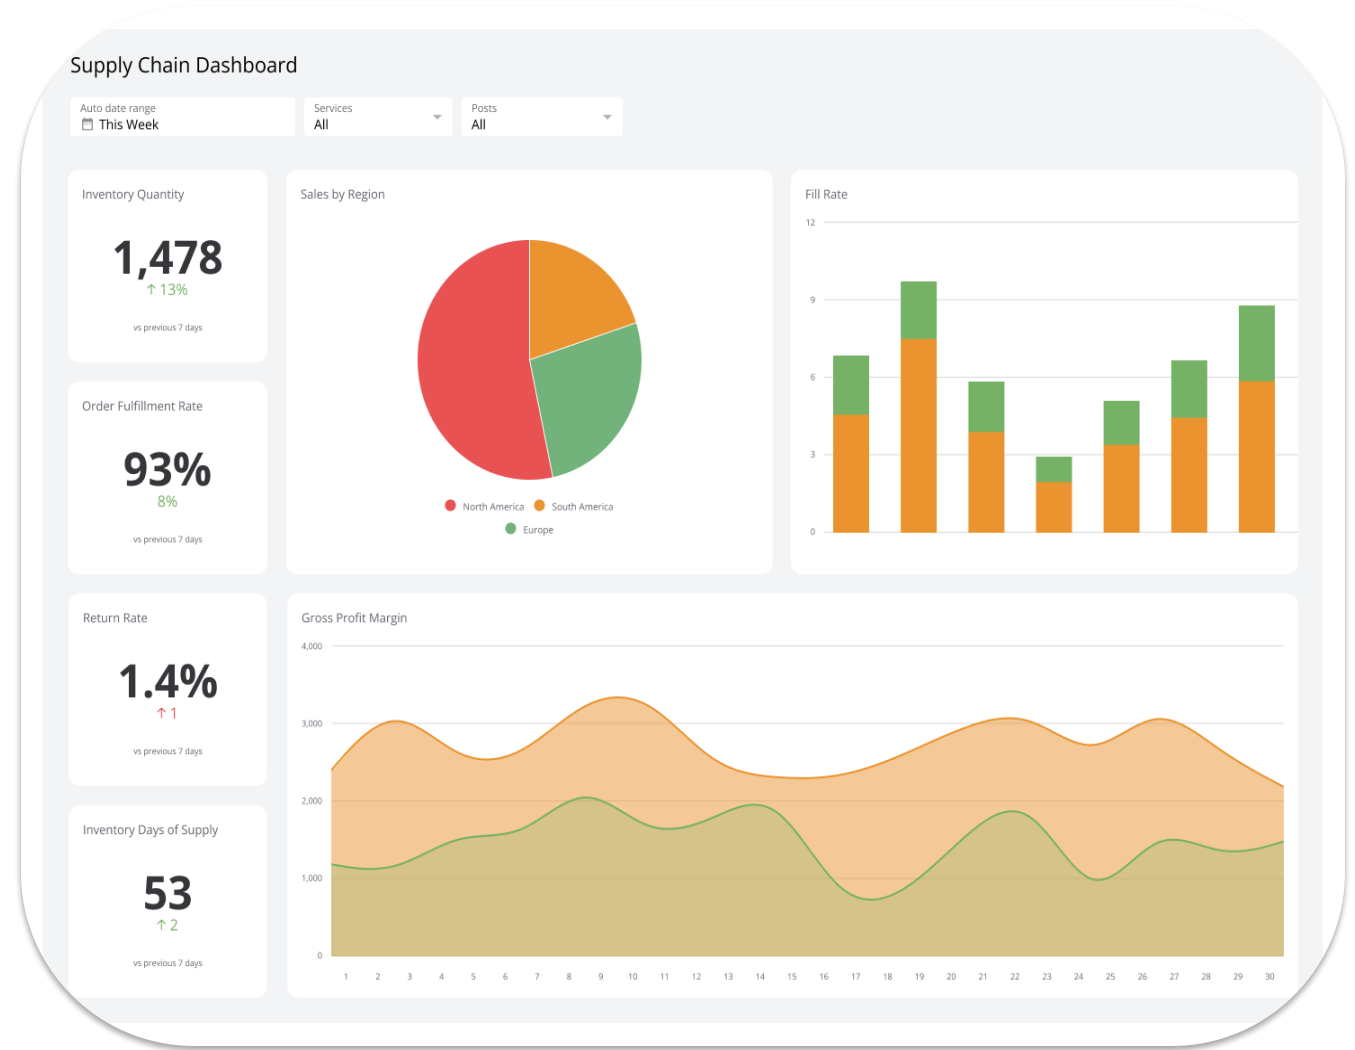 Supply Chain Dashboard
Auto date range
This Week
Services
All
Posts
All
Inventory Quantity
1,478
↑ 13%
vs previous 7 days
Sales by Region
North America
South America
Europe
Fill Rate
12
9
6
3
0
Order Fulfillment Rate
93%
8%
vs previous 7 days
Return Rate
1.4%
↑ 1
vs previous 7 days
Inventory Days of Supply
53
↑ 2
vs previous 7 days
Gross Profit Margin
4,000
3,000
2,000
1,000
0
1 2 3 4 5 6 7 8 9 10 11 12 13 14 15 16 17 18 19 20 21 22 23 24 25 26 27 28 29 30